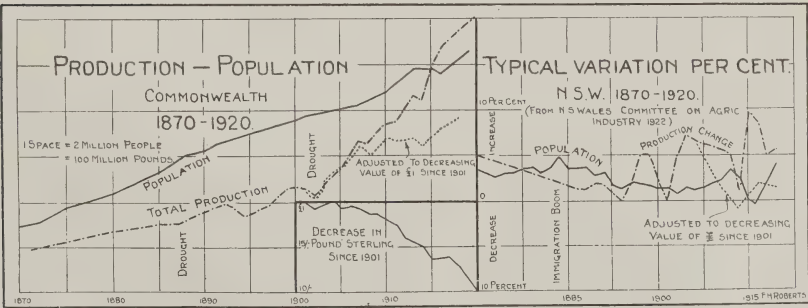 PRODUCTION — POPULATION
COMMONWEALTH
1870-1920.
1 SPACE = 2 MILLION PEOPLE
= 100 MILLION POUNDS
POPULATION
TOTAL PRODUCTION
DROUGHT
DROUGHT
ADJUSTED TO DECREASING
VALUE OF £1 SINCE 1901
£1
DECREASE IN
POUND STERLING
SINCE 1901
15/-
10/-
1870
1880
1890
1900
1910
TYPICAL VARIATION PER CENT.
N.S.W. 1870-1920.
(FROM N S WALES COMMITTEE ON AGRIC
INDUSTRY 1922)
10 PER CENT
INCREASE
POPULATION
PRODUCTION CHANGE
0
DECREASE
IMMIGRATION BOOM
ADJUSTED TO DECREASING
VALUE OF £ SINCE 1901
10 PERCENT
1885
1900
1915
F H ROBERTS